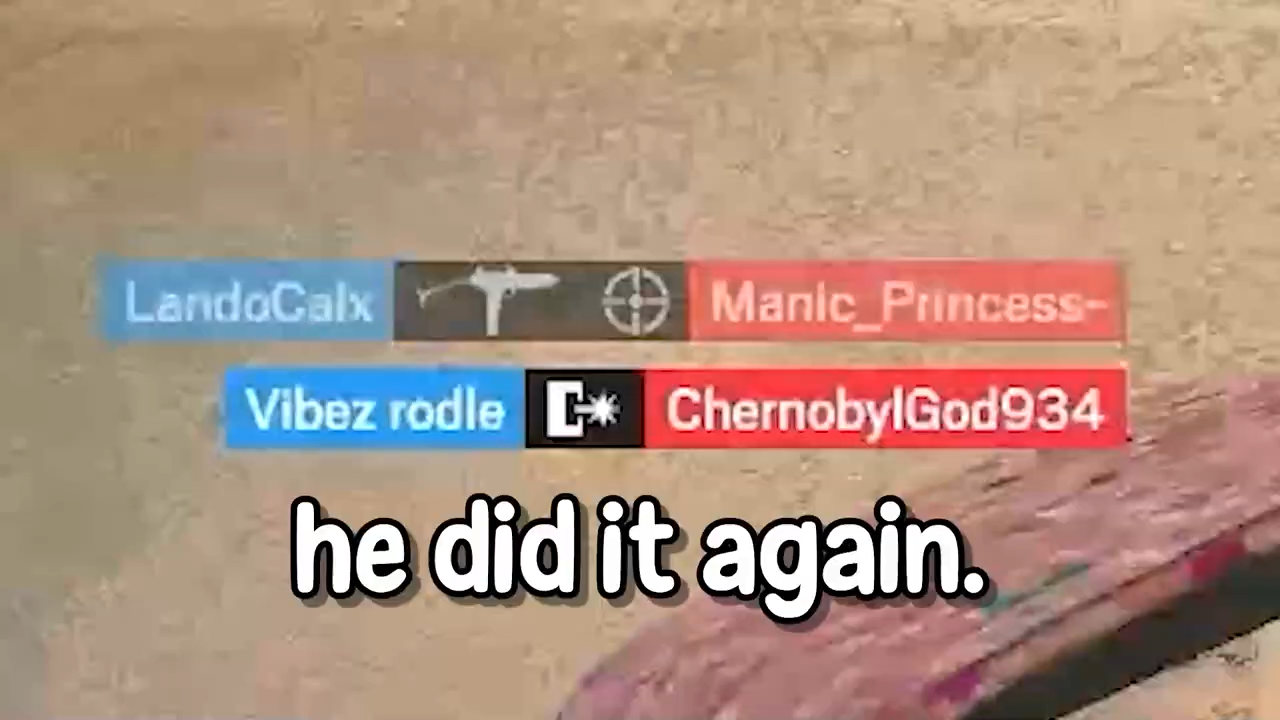 LandoCalx Manic_Princess-
Vibez rodle ChernobylGod934
he did it again.